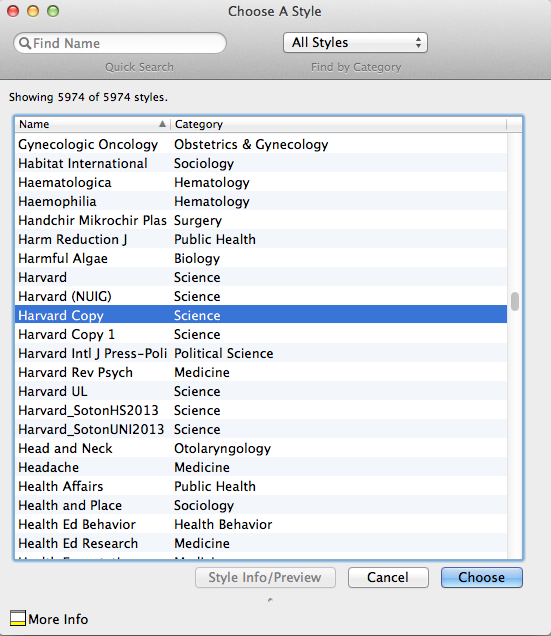 Choose A Style
Find Name
All Styles
Quick Search
Find by Category
Showing 5974 of 5974 styles.
Name Category
Gynecologic Oncology Obstetrics & Gynecology
Habitat International Sociology
Haematologica Hematology
Haemophilia Hematology
Handchir Mikrochir Plas Surgery
Harm Reduction J Public Health
Harmful Algae Biology
Harvard Science
Harvard (NUIG) Science
Harvard Copy Science
Harvard Copy 1 Science
Harvard Intl J Press-Poli Political Science
Harvard Rev Psych Medicine
Harvard UL Science
Harvard_SotonHS2013 Science
Harvard_SotonUNI2013 Science
Head and Neck Otolaryngology
Headache Medicine
Health Affairs Public Health
Health and Place Sociology
Health Ed Behavior Health Behavior
Health Ed Research Medicine
Style Info/Preview Cancel Choose
More Info